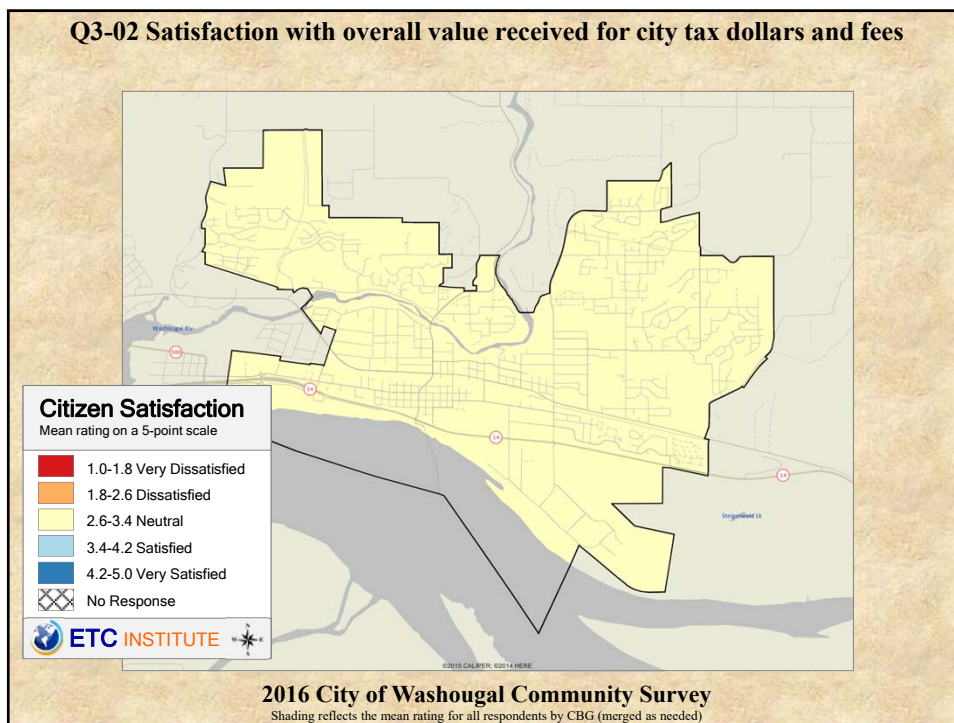 Q3-02 Satisfaction with overall value received for city tax dollars and fees
Washougal Riv
500
14
14
14
Steigerwald Lk
Citizen Satisfaction
Mean rating on a 5-point scale
1.0-1.8 Very Dissatisfied
1.8-2.6 Dissatisfied
2.6-3.4 Neutral
3.4-4.2 Satisfied
4.2-5.0 Very Satisfied
No Response
ETC INSTITUTE
N
W E
S
©2015 CALIPER; ©2014 HERE
2016 City of Washougal Community Survey
Shading reflects the mean rating for all respondents by CBG (merged as needed)